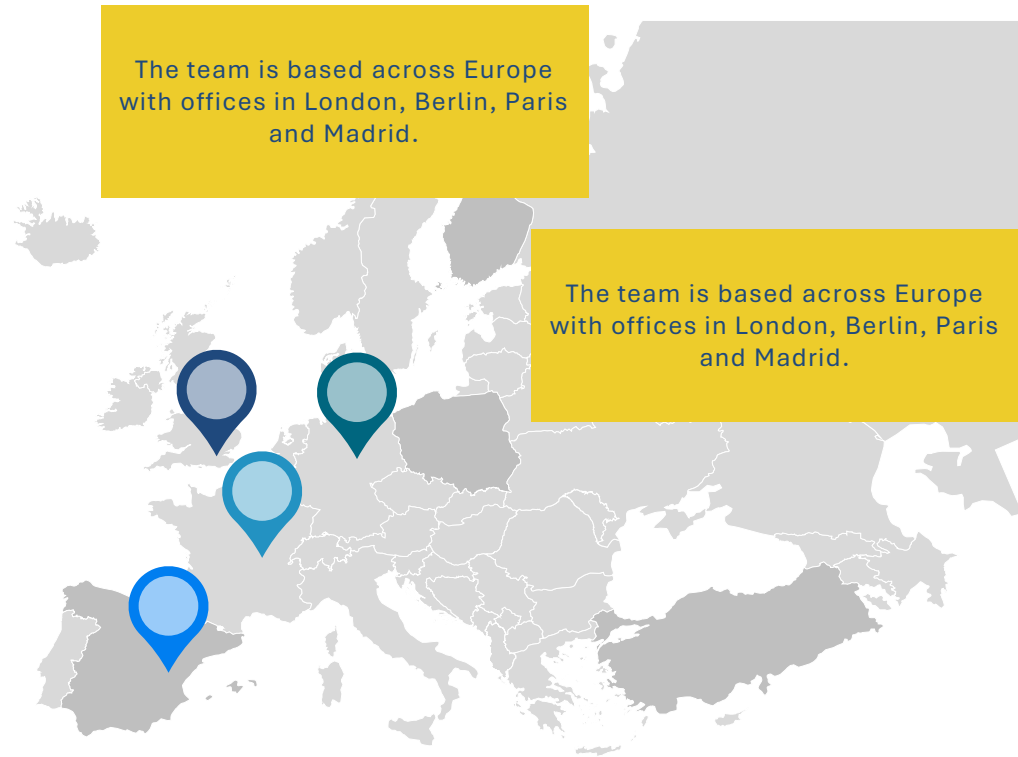 The team is based across Europe
with offices in London, Berlin, Paris
and Madrid.
The team is based across Europe
with offices in London, Berlin, Paris
and Madrid.